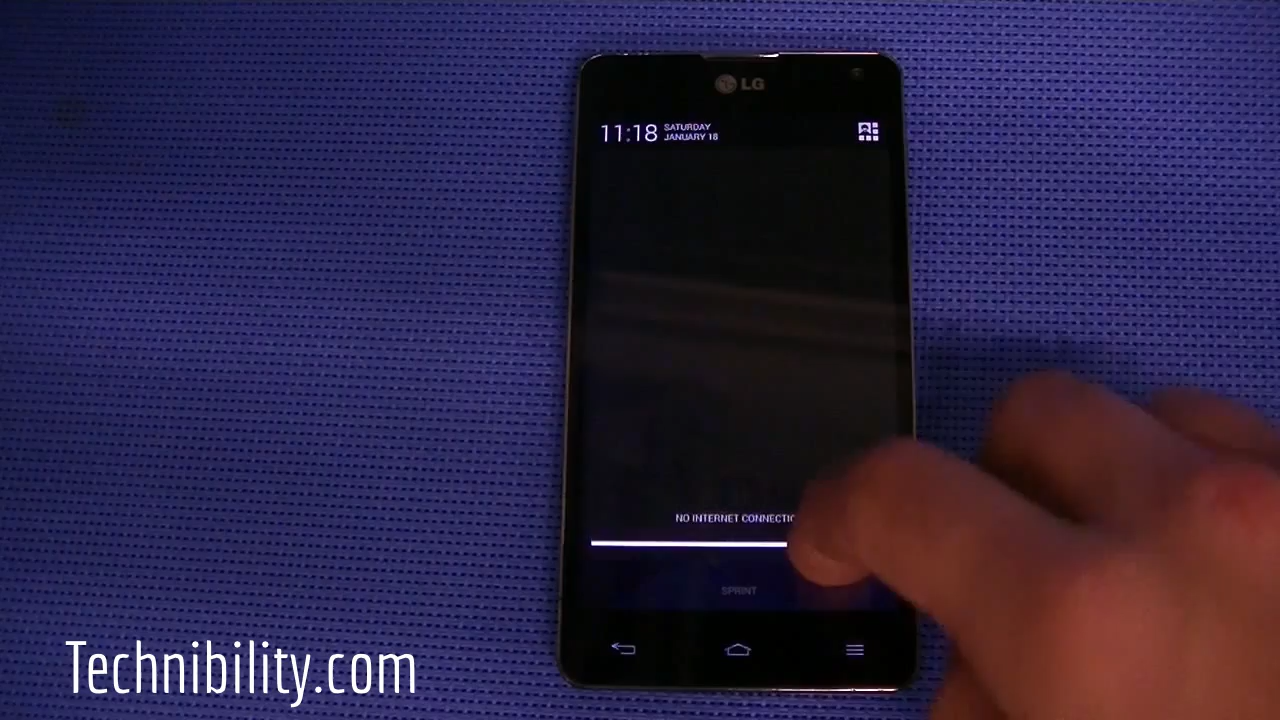 LG
11:18 SATURDAY
JANUARY 18
NO INTERNET CONNECTIO
SPRINT
Technibility.com